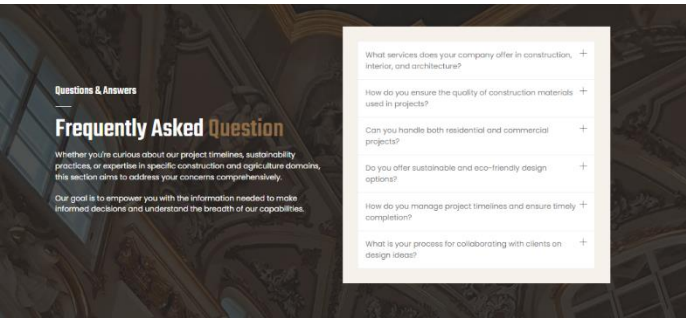 Questions & Answers
Frequently Asked Question
Whether you're curious about our project timelines, sustainability
practices, or expertise in specific construction and agriculture domains,
this section aims to address your concerns comprehensively.
Our goal is to empower you with the information needed to make
informed decisions and understand the breadth of our capabilities.
What services does your company offer in construction,
interior, and architecture?
How do you ensure the quality of construction materials
used in projects?
Can you handle both residential and commercial
projects?
Do you offer sustainable and eco-friendly design
options?
How do you manage project timelines and ensure timely
completion?
What is your process for collaborating with clients on
design ideas?